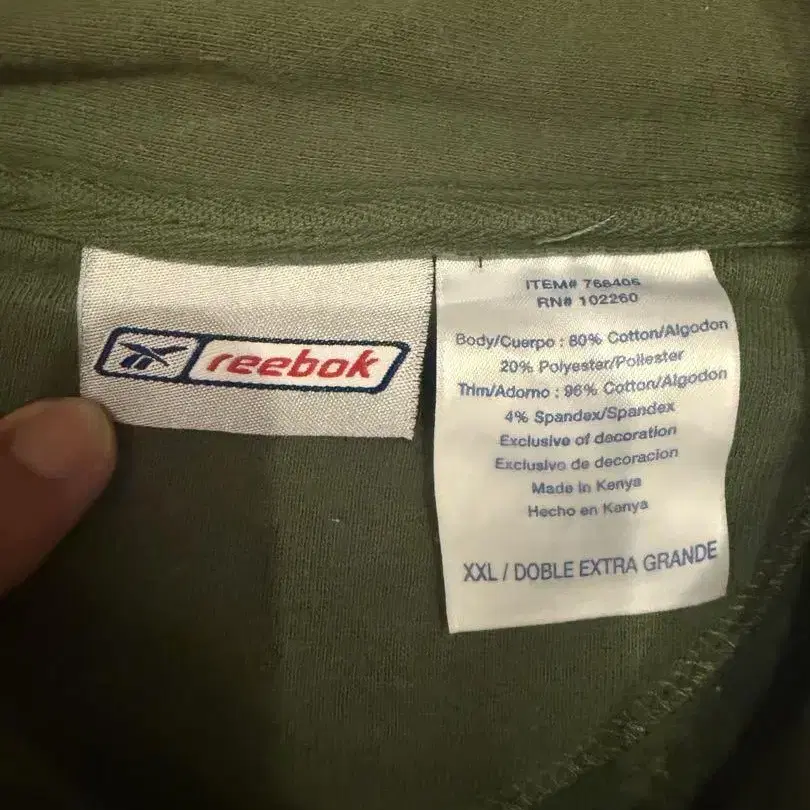 reebok
ITEM# 766406
RN# 102260
Body/Cuerpo : 80% Cotton/Algodon
20% Polyester/Poliester
Trim/Adorno : 96% Cotton/Algodon
4% Spandex/Spandex
Exclusive of decoration
Exclusivo de decoracion
Made in Kenya
Hecho en Kenya
XXL / DOBLE EXTRA GRANDE